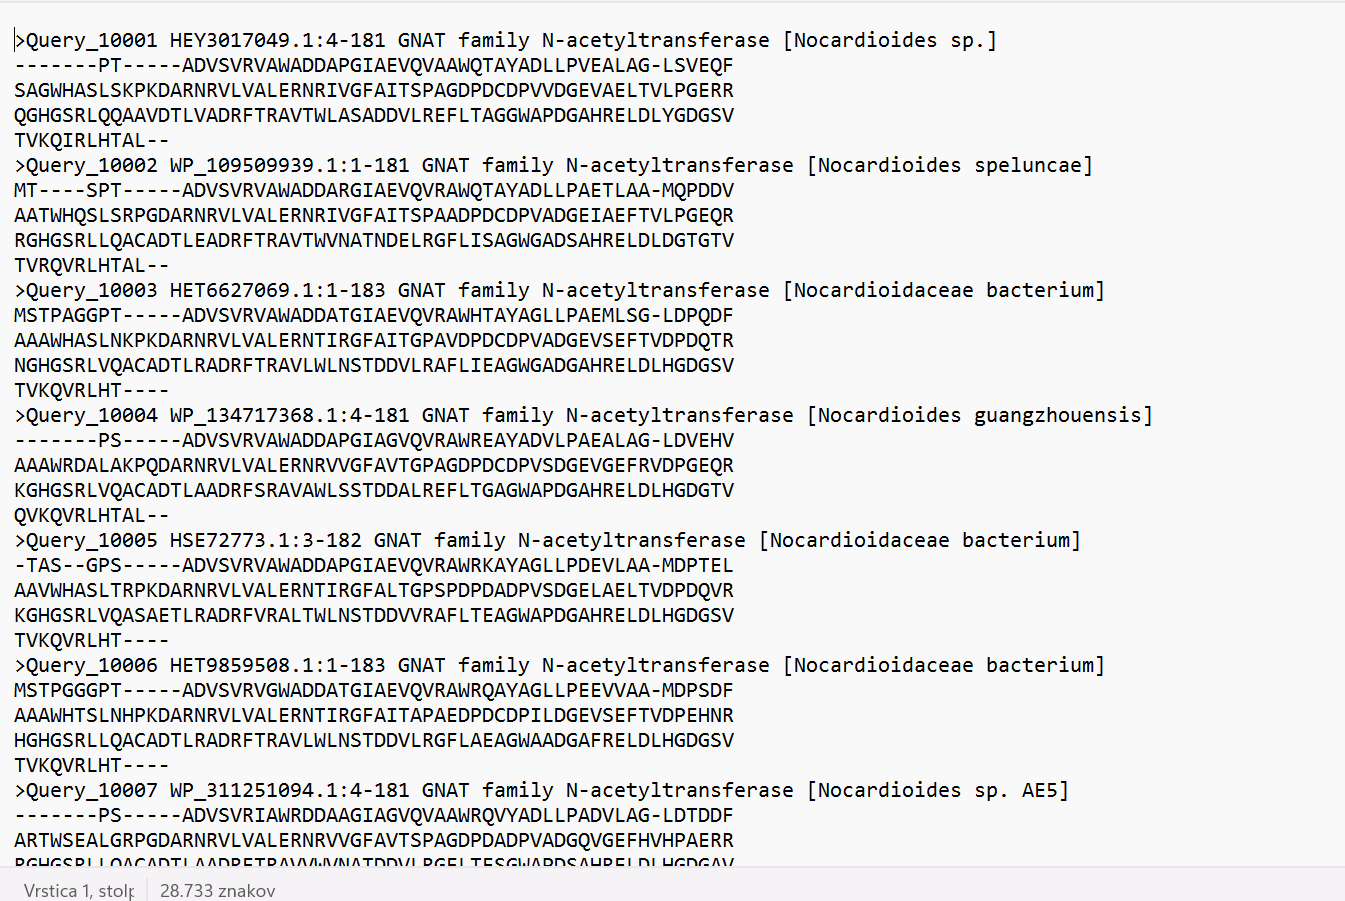 >Query_10001 HEY3017049.1:4-181 GNAT family N-acetyltransferase [Nocardioides sp.]
-------PT-----ADVSVRVAWADDAPGIAEVQVAAWQTAYADLLPVEALAG-LSVEQF
SAGWHASLSKPKDARNRVLVALERNRIVGFAITSPAGDPDCDPVVDGEVAELTVLPGERR
QGHGSRLQQAAVDTLVADRFTRAVTWLASADDVLREFLTAGGWAPDGAHRELDLYGDGSV
TVKQIRLHTAL--
>Query_10002 WP_109509939.1:1-181 GNAT family N-acetyltransferase [Nocardioides speluncae]
MT----SPT-----ADVSVRVAWADDARGIAEVQVRAWQTAYADLLPAETLAA-MQPDDV
AATWHQSLSRPGDARNRVLVALERNRIVGFAITSPAADPDCDPVADGEIAEFTVLPGEQR
RGHGSRLLQACADTLEADRFTRAVTWVNATNDELRGFLISAGWGADSAHRELDLDGTGTV
TVRQVRLHTAL--
>Query_10003 HET6627069.1:1-183 GNAT family N-acetyltransferase [Nocardioidaceae bacterium]
MSTPAGGPT-----ADVSVRVAWADDATGIAEVQVRAWHTAYAGLLPAEMLSG-LDPQDF
AAAWHASLNKPKDARNRVLVALERNTIRGFAITGPAVDPDCDPVADGEVSEFTVDPDQTR
NGHGSRLVQACADTLRADRFTRAVLWLNSTDDVLRAFLIEAGWGADGAHRELDLHGDGSV
TVKQVRLHT----
>Query_10004 WP_134717368.1:4-181 GNAT family N-acetyltransferase [Nocardioides guangzhouensis]
-------PS-----ADVSVRVAWADDAPGIAGVQVRAWREAYADVLPAEALAG-LDVEHV
AAAWRDALAKPQDARNRVLVALERNRVVGFAVTGPAGDPDCDPVSDGEVGEFRVDPGEQR
KGHGSRLVQACADTLAADRFSRAVAWLSSTDDALREFLTGAGWAPDGAHRELDLHGDGTV
QVKQVRLHTAL--
>Query_10005 HSE72773.1:3-182 GNAT family N-acetyltransferase [Nocardioidaceae bacterium]
-TAS--GPS-----ADVSVRVAWADDAPGIAEVQVRAWRKAYAGLLPDEVLAA-MDPTEL
AAVWHASLTRPKDARNRVLVALERNTIRGFALTGPSPDPDADPVSDGELAELTVDPDQVR
KGHGSRLVQASAETLRADRFVRALTWLNSTDDVVRAFLTEAGWAPDGAHRELDLHGDGSV
TVKQVRLHT----
>Query_10006 HET9859508.1:1-183 GNAT family N-acetyltransferase [Nocardioidaceae bacterium]
MSTPGGGPT-----ADVSVRVGWADDATGIAEVQVRAWRQAYAGLLPEEVVAA-MDPSDF
AAAWHTSLNHPKDARNRVLVALERNTIRGFAITAPAEDPDCDPILDGEVSEFTVDPEHNR
HGHGSRLLQACADTLRADRFTRAVLWLNSTDDVLRGFLAEAGWAADGAFRELDLHGDGSV
TVKQVRLHT----
>Query_10007 WP_311251094.1:4-181 GNAT family N-acetyltransferase [Nocardioides sp. AE5]
-------PS-----ADVSVRIAWRDDAAGIAGVQVAAWRQVYADLLPADVLAG-LDTDDF
ARTWSEALGRPGDARNRVLVALERNRVVGFAVTSPAGDPDADPVADGQVGEFHVHPAERR
RGHGSRLLQACADTLAADRFTRAVVWVNATDDVLRGFLTESGWAPDSAHRELDLHGDGAV
Vrstica 1, stolp
28.733 znakov